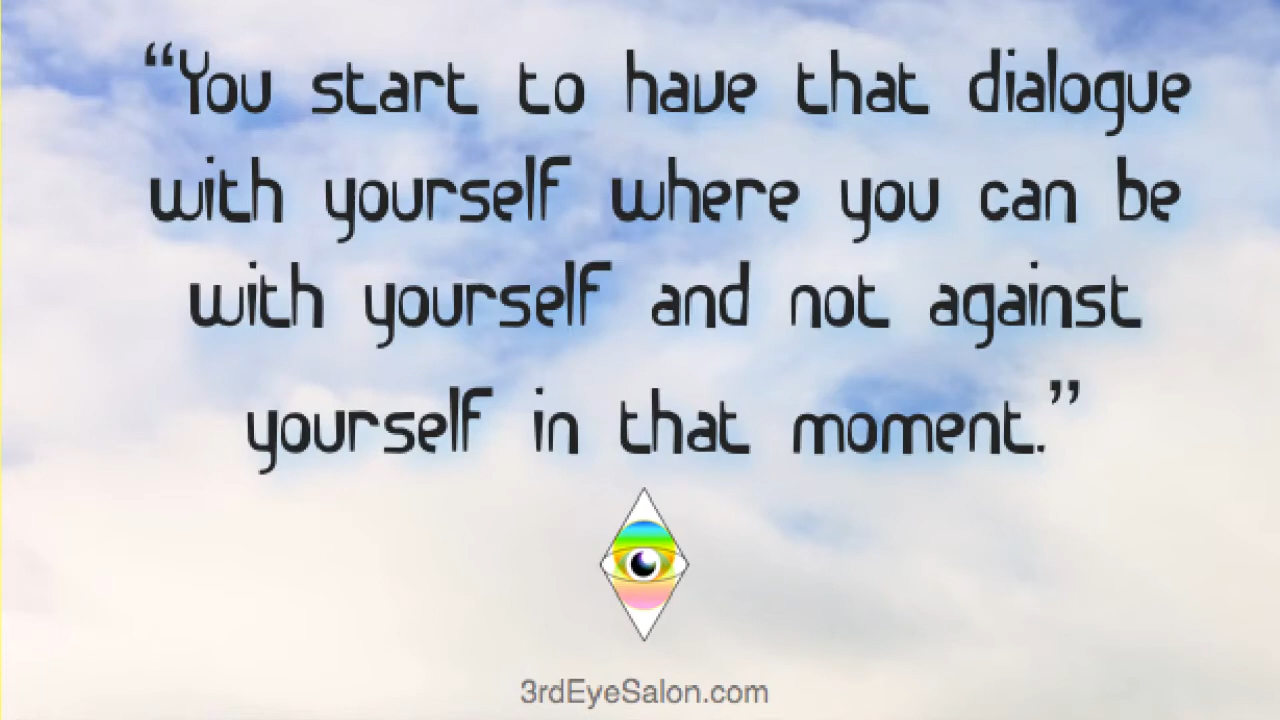 “You start to have that dialogue
with yourself where you can be
with yourself and not against
yourself in that moment.”
3rdEyeSalon.com